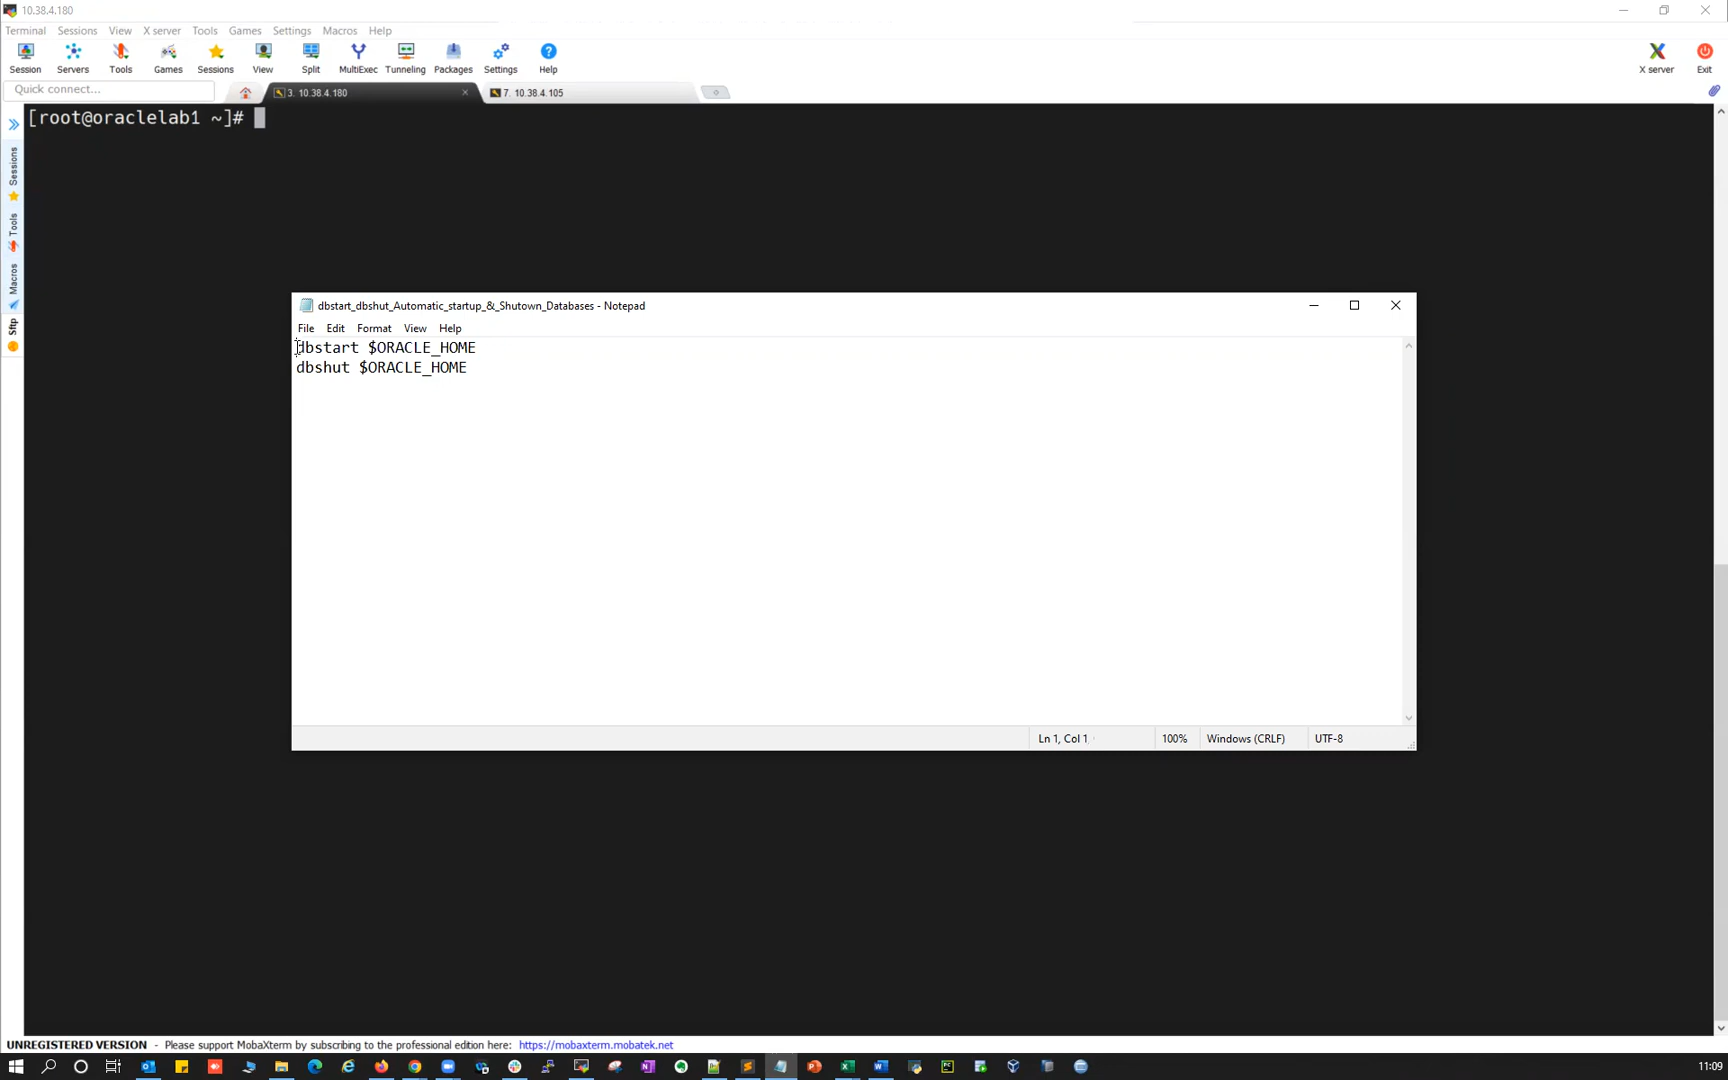 10.38.4.180
Terminal Sessions View X server Tools Games Settings Macros Help
Session Servers Tools Games Sessions View Split MultiExec Tunneling Packages Settings Help X server Exit
Quick connect... 3. 10.38.4.180 7. 10.38.4.105
[root@oraclelab1 ~]#
Sessions
Tools
Macros
Sftp
dbstart_dbshut_Automatic_startup_&_Shutown_Databases - Notepad
File Edit Format View Help
dbstart $ORACLE_HOME
dbshut $ORACLE_HOME
Ln 1, Col 1 100% Windows (CRLF) UTF-8
UNREGISTERED VERSION - Please support MobaXterm by subscribing to the professional edition here: https://mobaxterm.mobatek.net
11:09